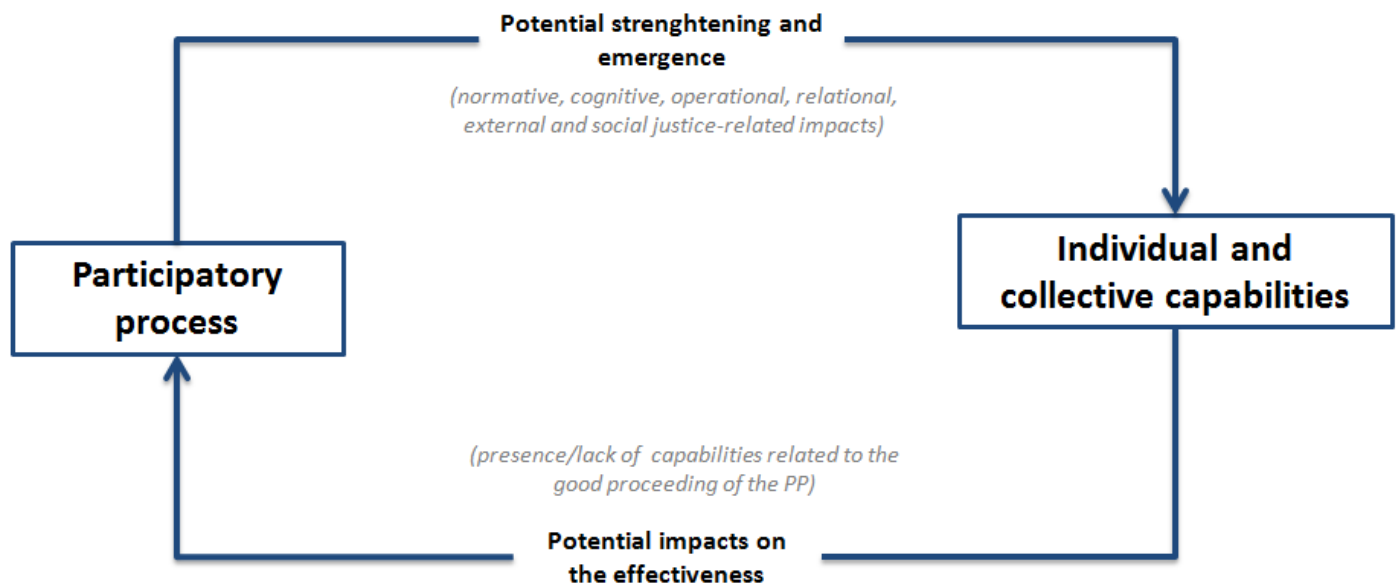 Potential strenghtening and
emergence
(normative, cognitive, operational, relational,
external and social justice-related impacts)
Participatory
process
Individual and
collective capabilities
(presence/lack of capabilities related to the
good proceeding of the PP)
Potential impacts on
the effectiveness